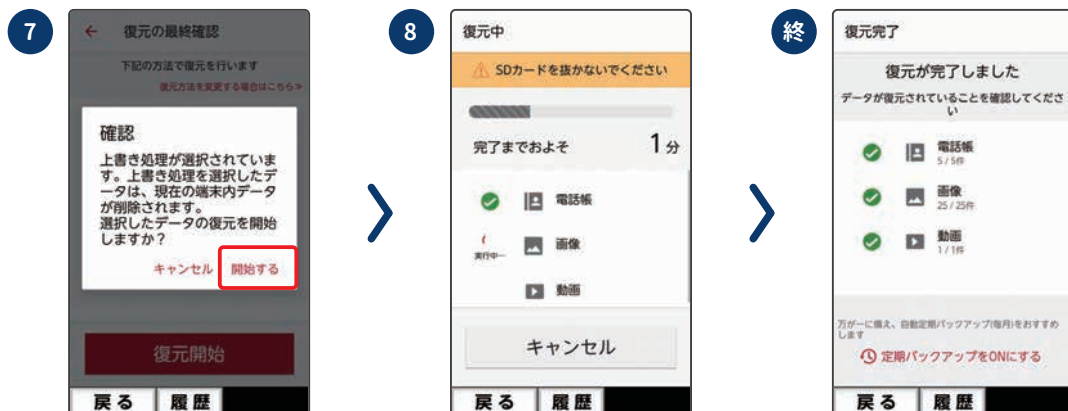 7
復元の最終確認
下記の方法で復元を行います
復元方法を変更する場合はこちら≫
確認
上書き処理が選択されていま
す。上書き処理を選択したデ
ータは、現在の端末内データ
が削除されます。
選択したデータの復元を開始
しますか？
キャンセル 開始する
復元開始
戻る 履歴
8
復元中
SDカードを抜かないでください
完了までおよそ 1分
電話帳
実行中… 画像
動画
キャンセル
戻る 履歴
終
復元完了
復元が完了しました
データが復元されていることを確認してくださ
い
電話帳
5/5件
画像
25/25件
動画
1/1件
万が一に備え、自動定期バックアップ(毎月)をおすすめ
します
定期バックアップをONにする
戻る 履歴